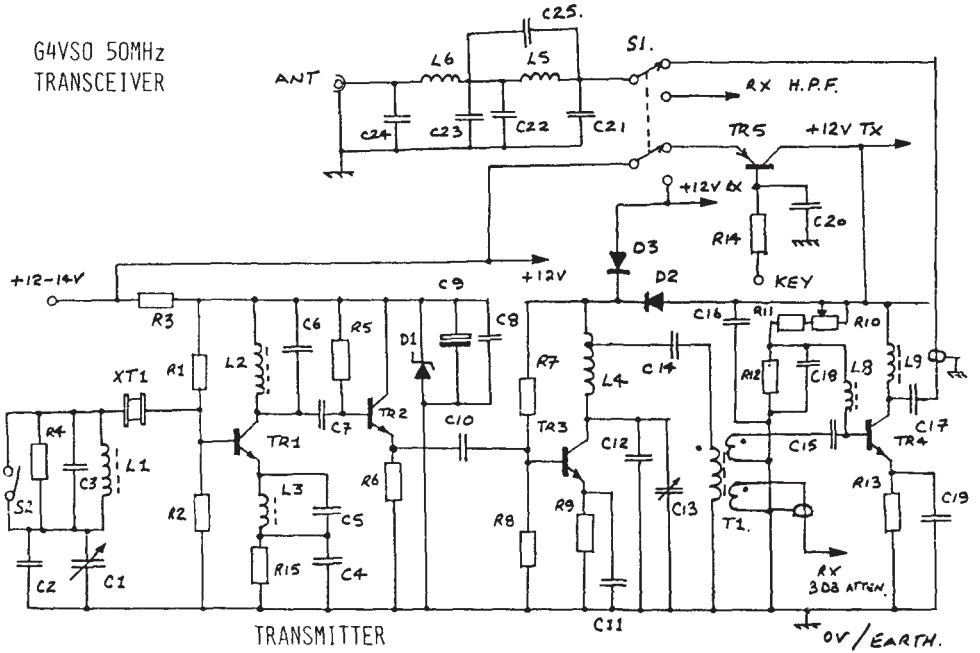 G4VSO 50MHz
TRANSCEIVER
C25.
S1.
L6
L5
ANT
RX H.P.F.
C24
C23
C22
C21
TR5
+12V TX
+12V RX
C20
R14
D3
KEY
+12-14V
+12V
C9
D2
C16
R11
R10
R3
C6
R5
D1
C8
R7
L4
C14
R12
C18
L8
L9
R1
L2
XT1
TR2
C10
TR3
C12
C15
TR4
C17
R4
C3
L1
TR1
C7
S2
R2
L3
C5
R6
R8
R9
C13
T1.
R13
C19
C2
C1
R15
C4
C11
RX
3DB ATTEN.
TRANSMITTER
0V/EARTH.